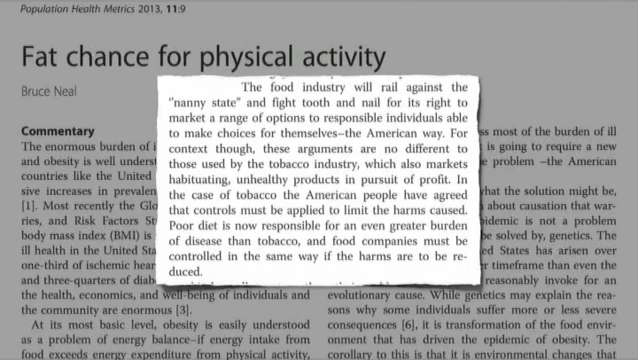 Population Health Metrics 2013, 11:9
Fat chance for physical activity
Bruce Neal
The food industry will rail against the
“nanny state” and fight tooth and nail for its right to
market a range of options to responsible individuals able
to make choices for themselves–the American way. For
context though, these arguments are no different to
those used by the tobacco industry, which also markets
habituating, unhealthy products in pursuit of profit. In
the case of tobacco the American people have agreed
that controls must be applied to limit the harms caused.
Poor diet is now responsible for an even greater burden
of disease than tobacco, and food companies must be
controlled in the same way if the harms are to be re-
duced.
Commentary
The enormous burden of
and obesity is well unders
countries like the United
sive increases in prevalen
[1]. Most recently the Glo
ries, and Risk Factors St
body mass index (BMI) is
ill health in the United Sta
one-third of ischemic hear
and three-quarters of diab
the health, economics, and well-being of individuals and
the community are enormous [3].
At its most basic level, obesity is easily understood
as a problem of energy balance–if energy intake from
food exceeds energy expenditure from physical activity,
ss most of the burden of ill
is going to require a new
e problem –the American
hat the solution might be,
about causation that war-
idemic is not a problem
be solved by, genetics. The
ed States has arisen over
r timeframe than even the
reasonably invoke for an
evolutionary cause. While genetics may explain the rea-
sons why some individuals suffer more or less severe
consequences [6], it is transformation of the food envir-
onment that has driven the epidemic of obesity. The
corollary to this is that it is environmental changes that